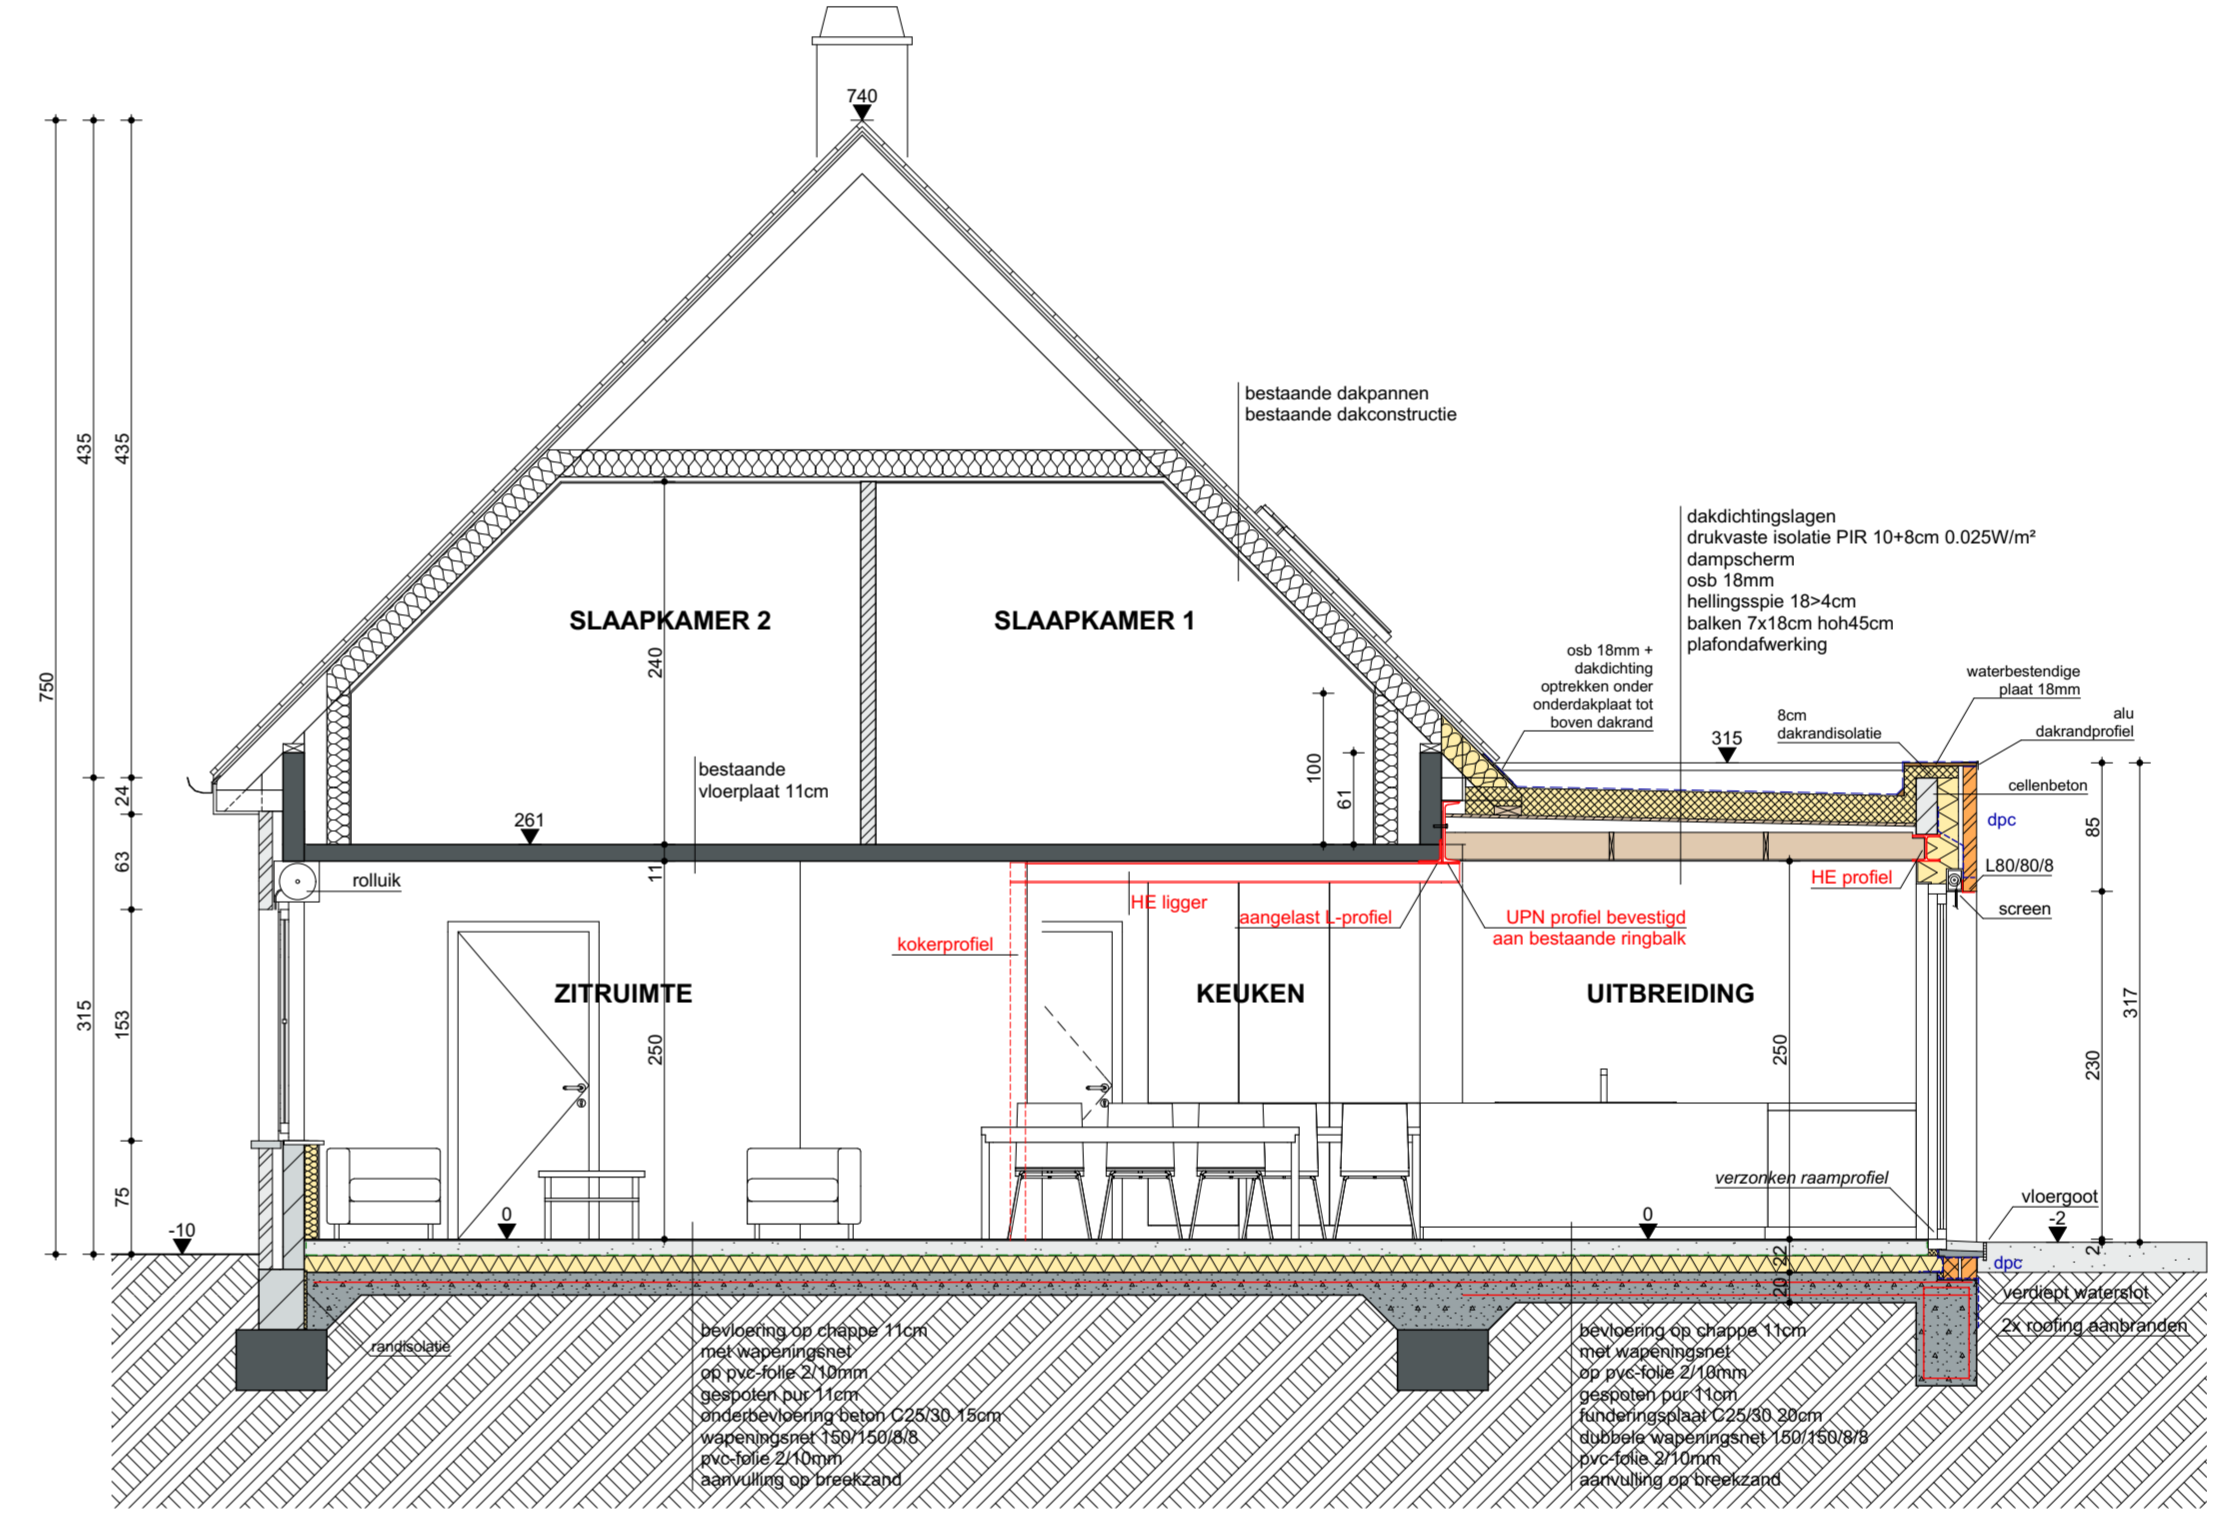 740
bestaande dakpannen
bestaande dakconstructie
435
435
dakdichtingslagen
drukvaste isolatie PIR 10+8cm 0.025W/m²
dampscherm
osb 18mm
hellingsspie 18>4cm
balken 7x18cm hoh45cm
plafondafwerking
SLAAPKAMER 2
SLAAPKAMER 1
240
750
osb 18mm +
dakdichting
optrekken onder
onderdakplaat tot
boven dakrand
waterbestendige
plaat 18mm
8cm
dakrandisolatie
alu
dakrandprofiel
315
bestaande
vloerplaat 11cm
100
61
24
cellenbeton
261
dpc
85
63
11
rolluik
L80/80/8
HE profiel
HE ligger
aangelast L-profiel
UPN profiel bevestigd
aan bestaande ringbalk
screen
kokerprofiel
ZITRUIMTE
KEUKEN
UITBREIDING
315
153
250
250
230
317
75
verzonken raamprofiel
vloergoot
-10
0
0
-2
2
22
20
dpc
verdiept waterslot
2x roofing aanbranden
randisolatie
bevloering op chappe 11cm
met wapeningsnet
op pvc-folie 2/10mm
gespoten pur 11cm
onderbevloering beton C25/30 15cm
wapeningsnet 150/150/8/8
pvc-folie 2/10mm
aanvulling op breekzand
bevloering op chappe 11cm
met wapeningsnet
op pvc-folie 2/10mm
gespoten pur 11cm
funderingsplaat C25/30 20cm
dubbele wapeningsnet 150/150/8/8
pvc-folie 2/10mm
aanvulling op breekzand